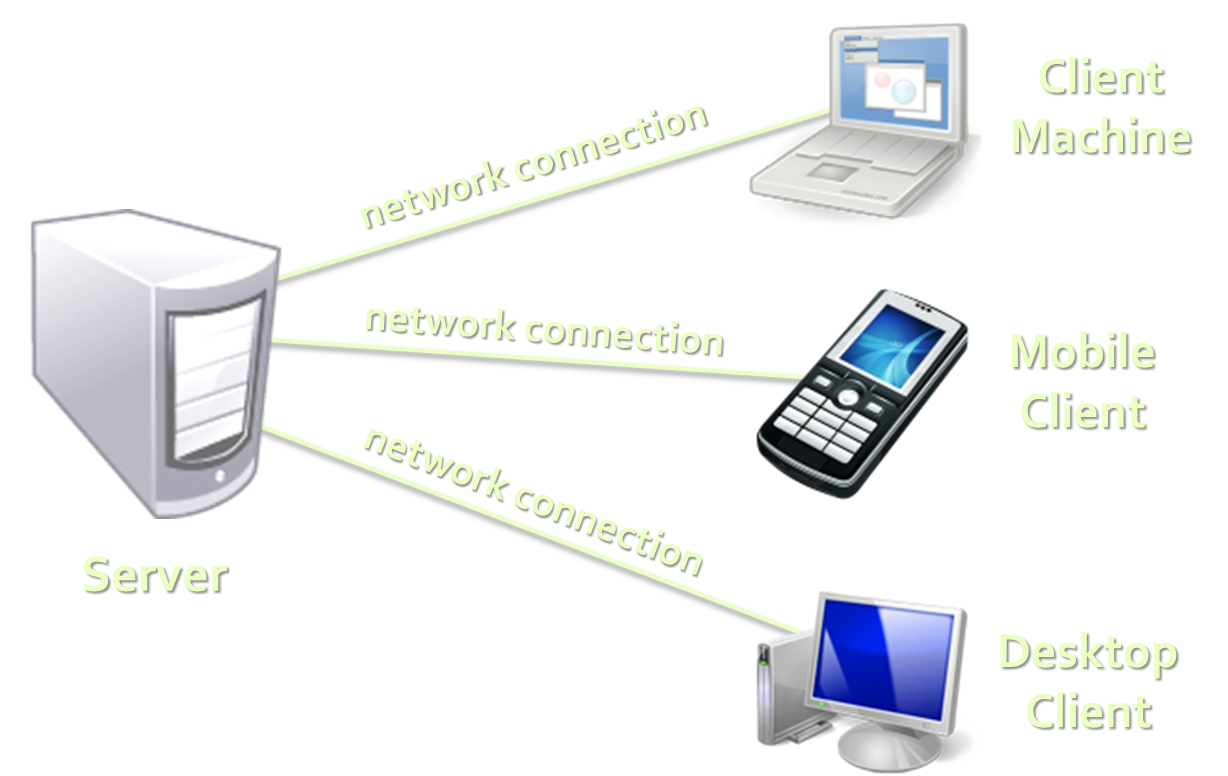 Client
Machine
network connection
network connection
Mobile
Client
network connection
Server
Desktop
Client